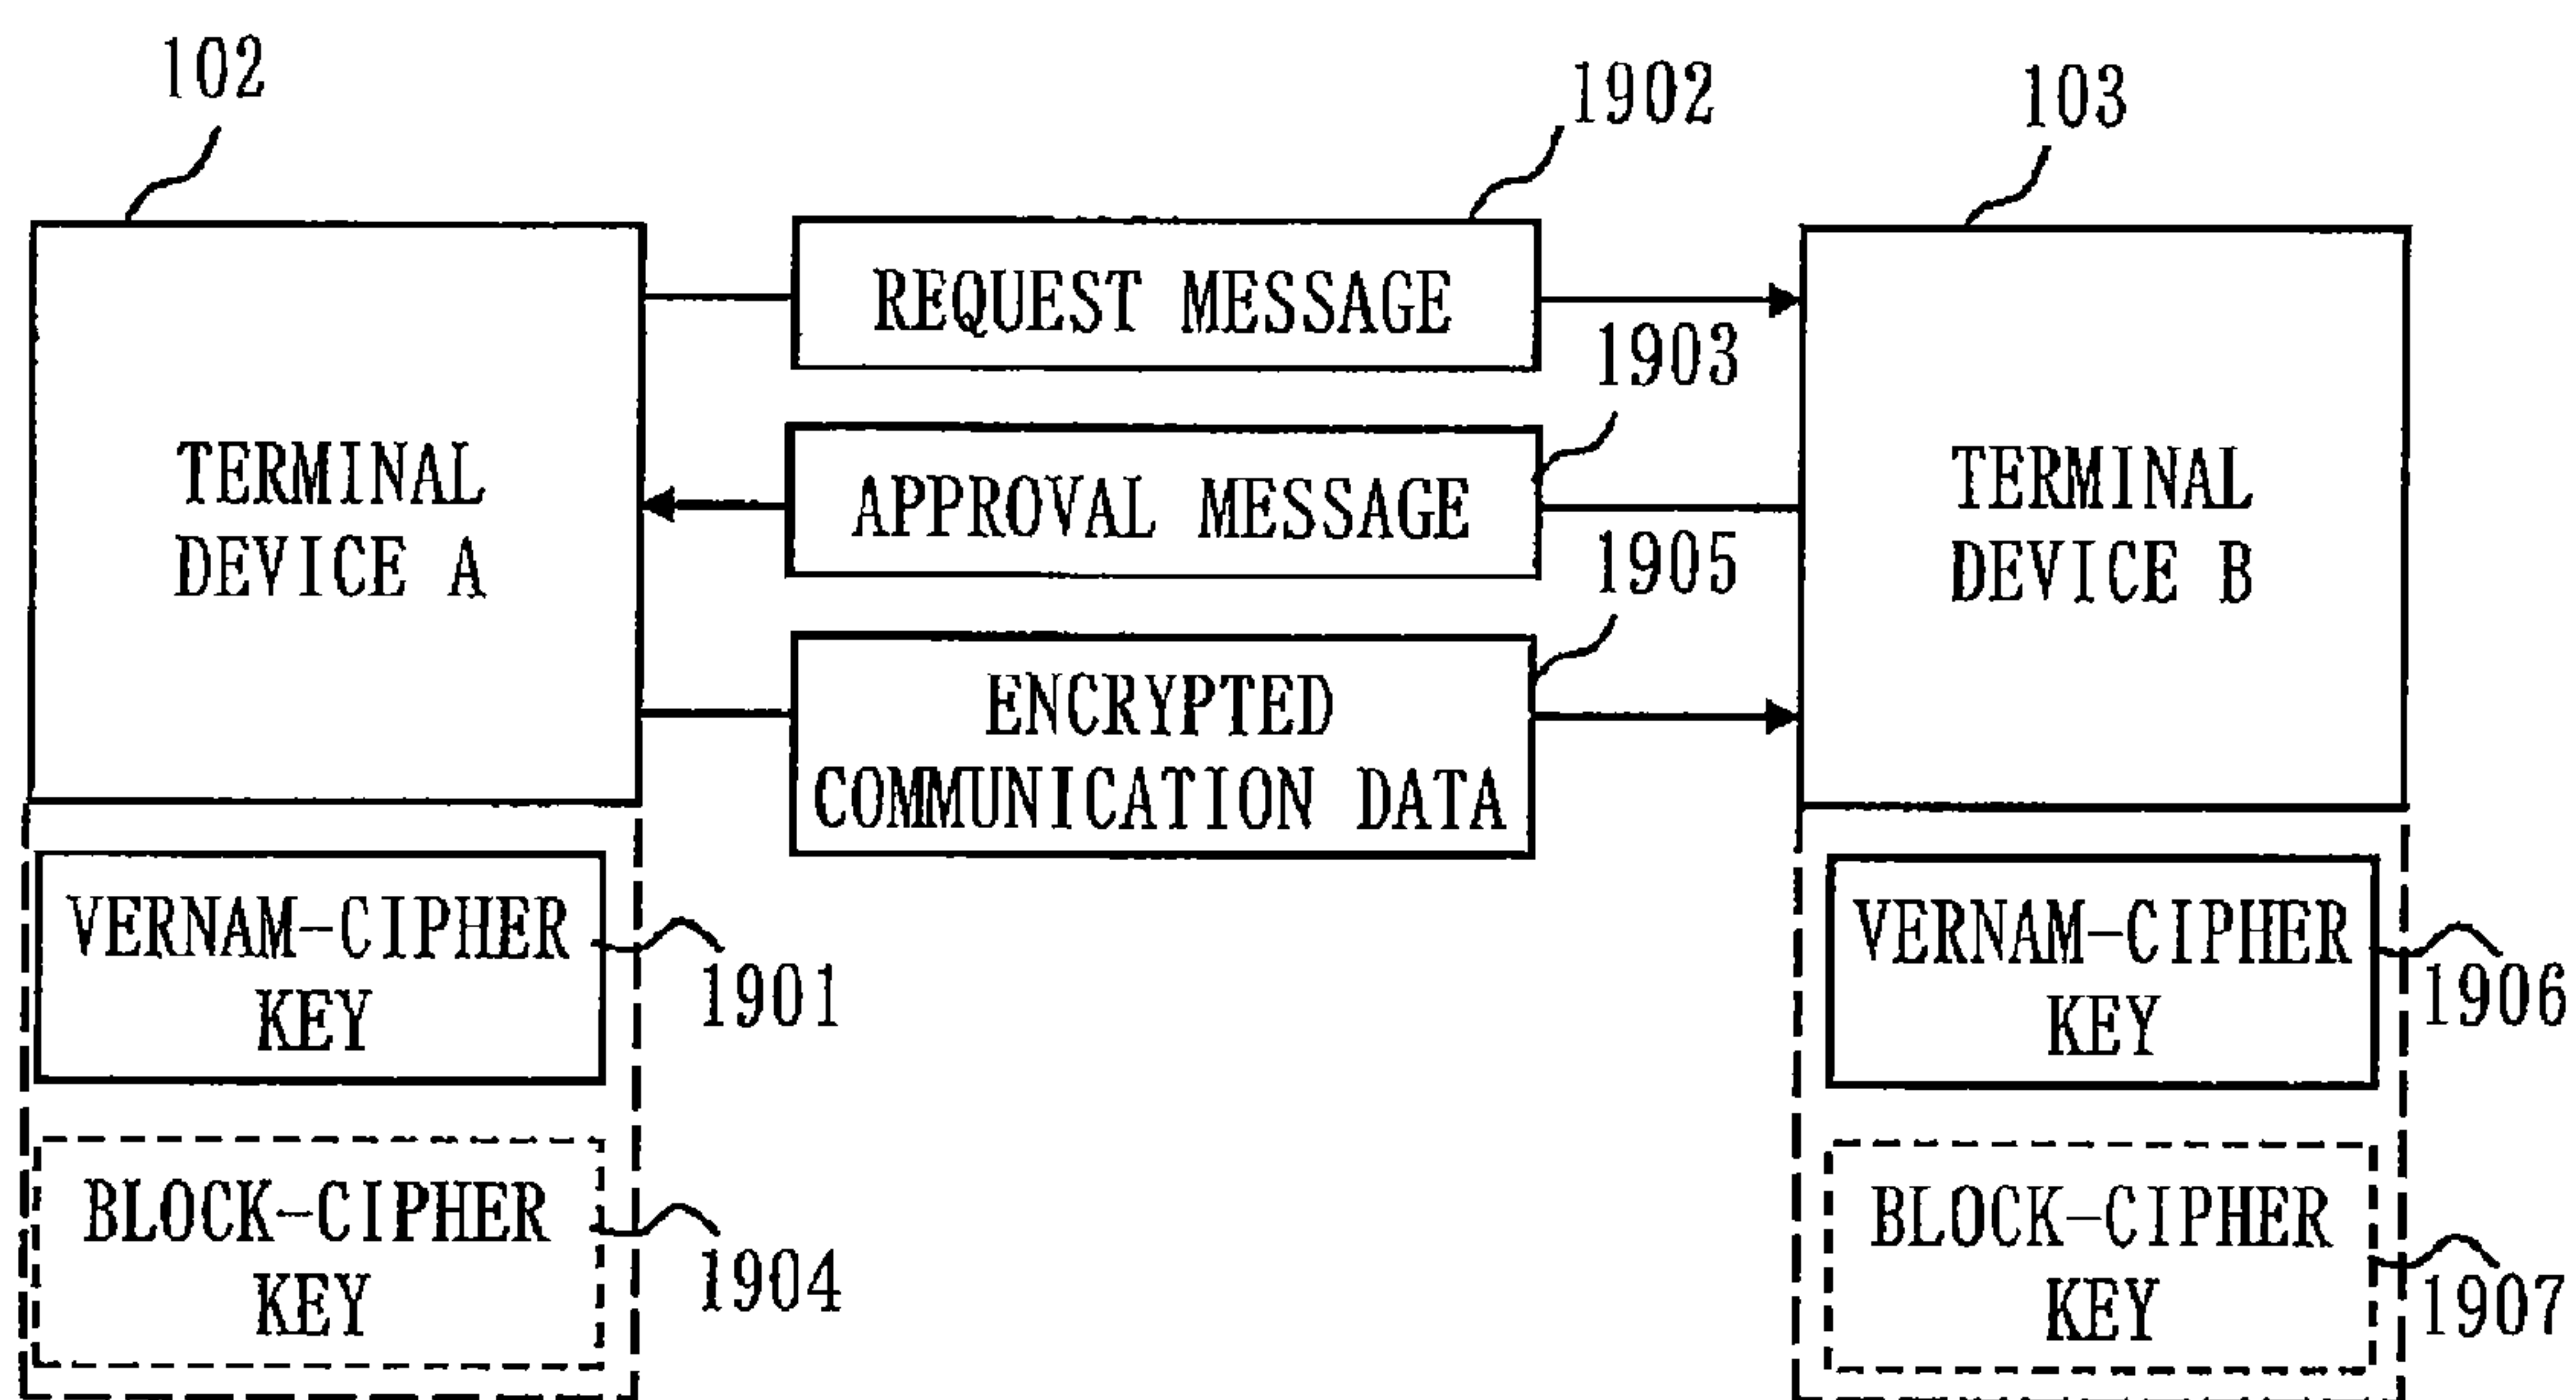 102
1902
103
REQUEST MESSAGE
1903
TERMINAL
DEVICE A
APPROVAL MESSAGE
TERMINAL
DEVICE B
1905
ENCRYPTED
COMMUNICATION DATA
VERNAM-CIPHER
KEY
1901
VERNAM-CIPHER
KEY
1906
BLOCK-CIPHER
KEY
1904
BLOCK-CIPHER
KEY
1907